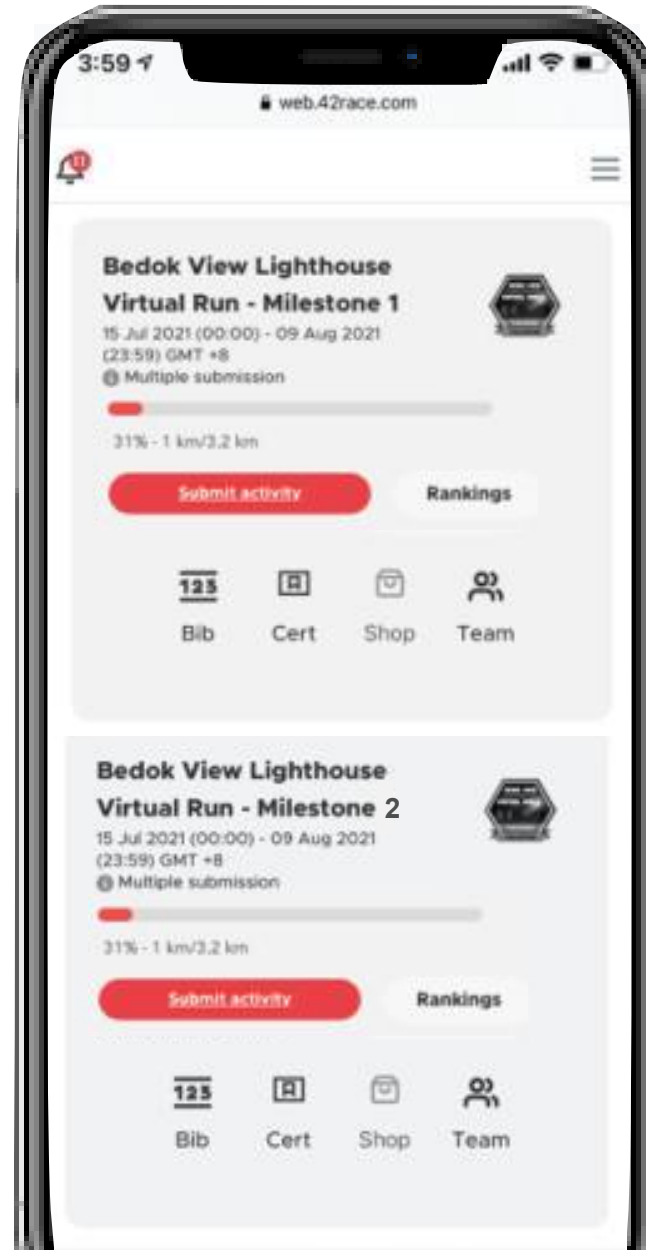 3:59
web.42race.com
11
Bedok View Lighthouse
Virtual Run - Milestone 1
15 Jul 2021 (00:00) - 09 Aug 2021
(23:59) GMT +8
Multiple submission
31% - 1 km/3.2 km
Submit activity Rankings
123
Bib Cert Shop Team
Bedok View Lighthouse
Virtual Run - Milestone 2
15 Jul 2021 (00:00) - 09 Aug 2021
(23:59) GMT +8
Multiple submission
31% - 1 km/3.2 km
Submit activity Rankings
123
Bib Cert Shop Team